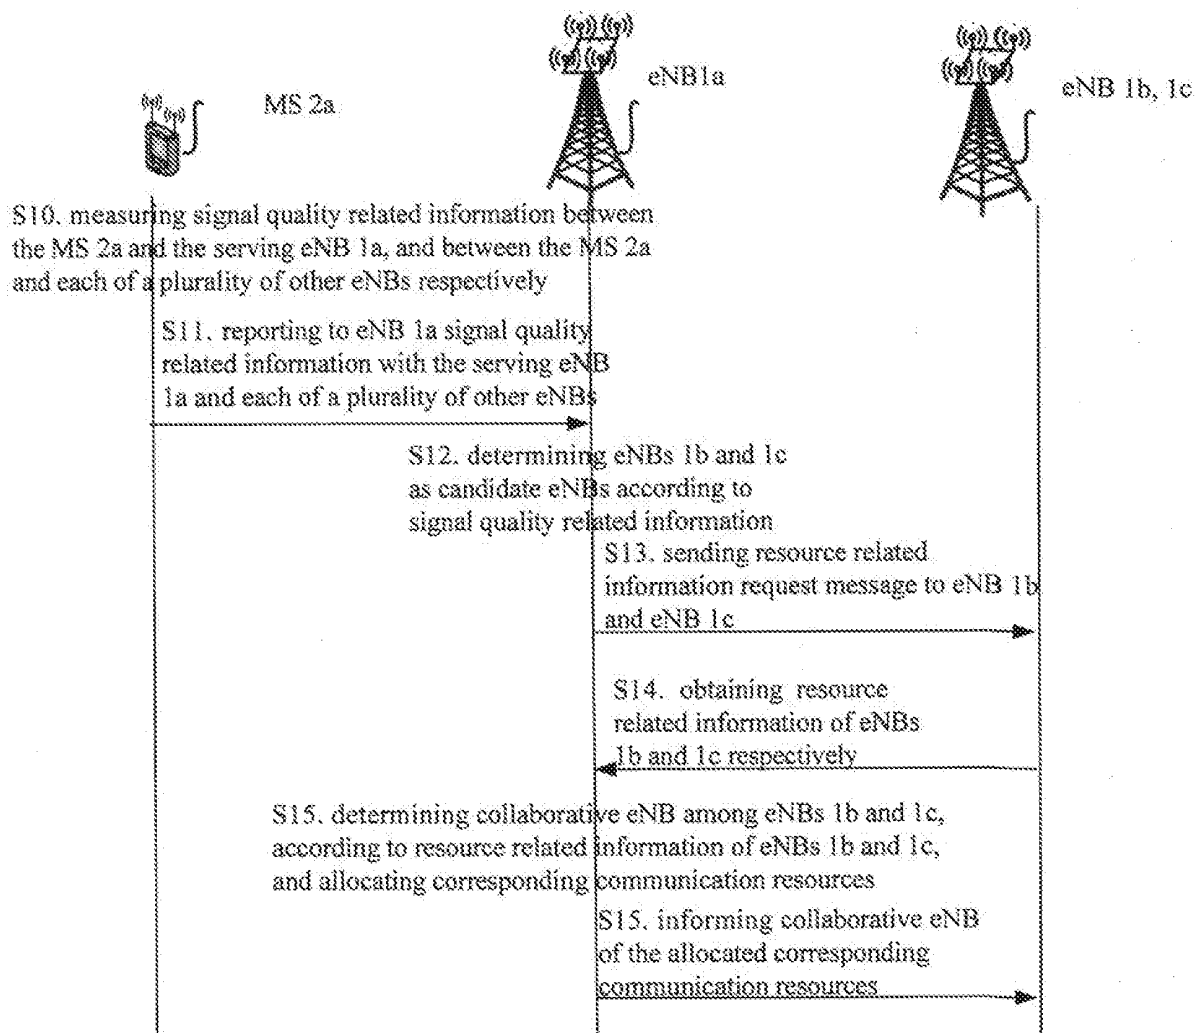 MS 2a
eNB1a
eNB 1b, 1c
S10. measuring signal quality related information between
the MS 2a and the serving eNB 1a, and between the MS 2a
and each of a plurality of other eNBs respectively
S11. reporting to eNB 1a signal quality
related information with the serving eNB
1a and each of a plurality of other eNBs
S12. determining eNBs 1b and 1c
as candidate eNBs according to
signal quality related information
S13. sending resource related
information request message to eNB 1b
and eNB 1c
S14. obtaining resource
related information of eNBs
1b and 1c respectively
S15. determining collaborative eNB among eNBs 1b and 1c,
according to resource related information of eNBs 1b and 1c,
and allocating corresponding communication resources
S15. informing collaborative eNB
of the allocated corresponding
communication resources